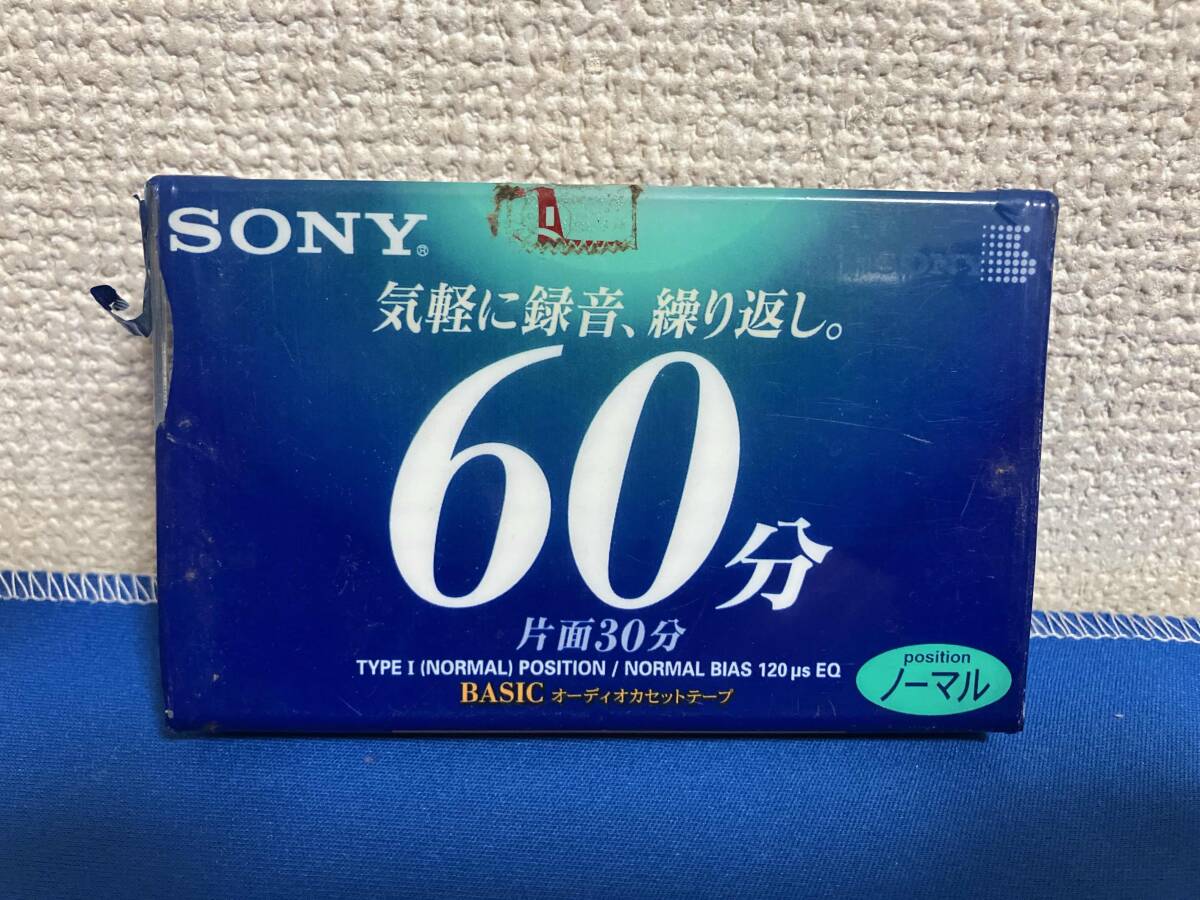 SONY®
気軽に録音、繰り返し。
60分
片面30分
TYPE I (NORMAL) POSITION / NORMAL BIAS 120 µs EQ
BASIC オーディオカセットテープ
position
ノーマル
SONY